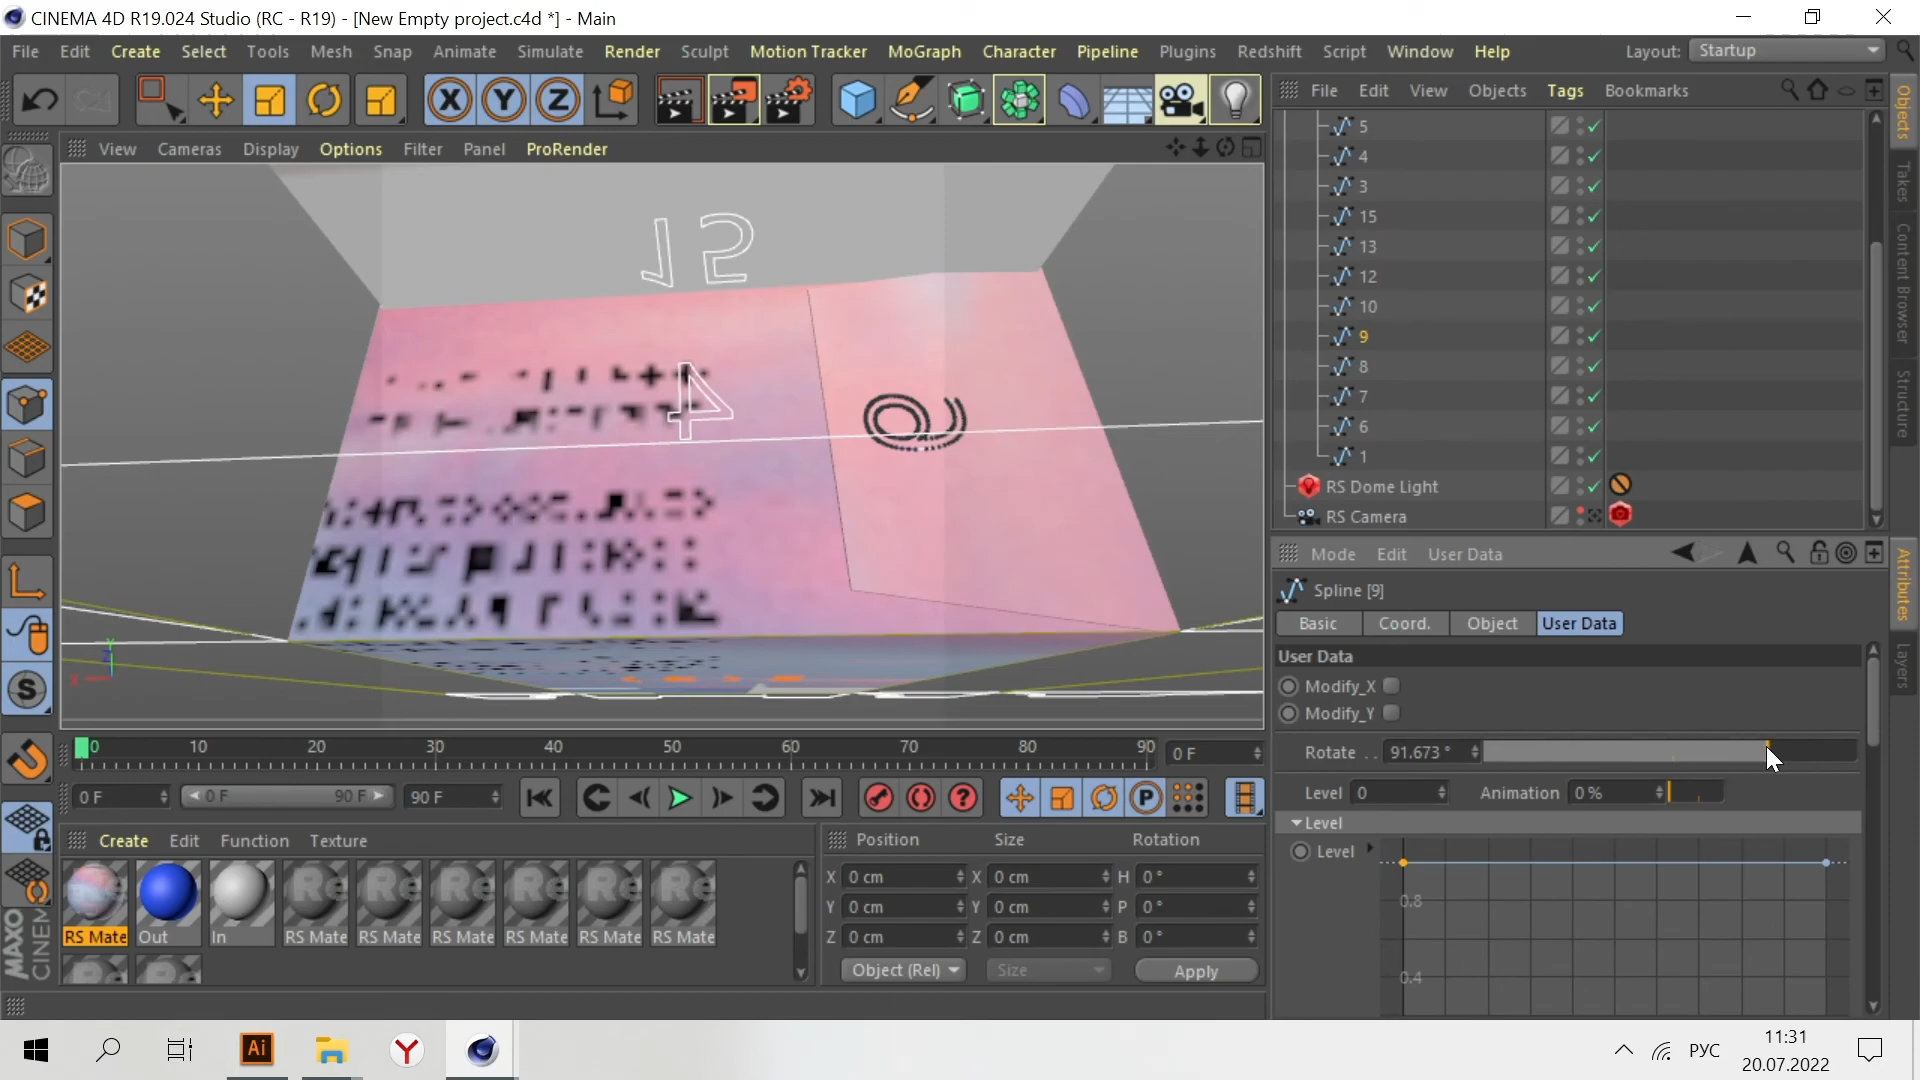 CINEMA 4D R19.024 Studio (RC - R19) - [New Empty project.c4d *] - Main
File Edit Create Select Tools Mesh Snap Animate Simulate Render Sculpt Motion Tracker MoGraph Character Pipeline Plugins Redshift Script Window Help Layout: Startup
X Y Z
File Edit View Objects Tags Bookmarks
View Cameras Display Options Filter Panel ProRender
12
4
9
5
4
3
15
13
12
10
9
8
7
6
1
RS Dome Light
RS Camera
Objects
Takes
Content Browser
Structure
Mode Edit User Data
Spline [9]
Basic Coord. Object User Data
User Data
Modify_X
Modify_Y
Rotate . . 91.673 °
Level 0 Animation 0 %
Level
Level
0.8
0.4
Attributes
Layers
0 10 20 30 40 50 60 70 80 90 0 F
0 F 0 F 90 F 90 F
Create Edit Function Texture
RS Mate Out In RS Mate RS Mate RS Mate RS Mate RS Mate RS Mate
Position Size Rotation
X 0 cm X 0 cm H 0 °
Y 0 cm Y 0 cm P 0 °
Z 0 cm Z 0 cm B 0 °
Object (Rel) Size Apply
MAXO
CINEM
Ai
РУС
11:31
20.07.2022